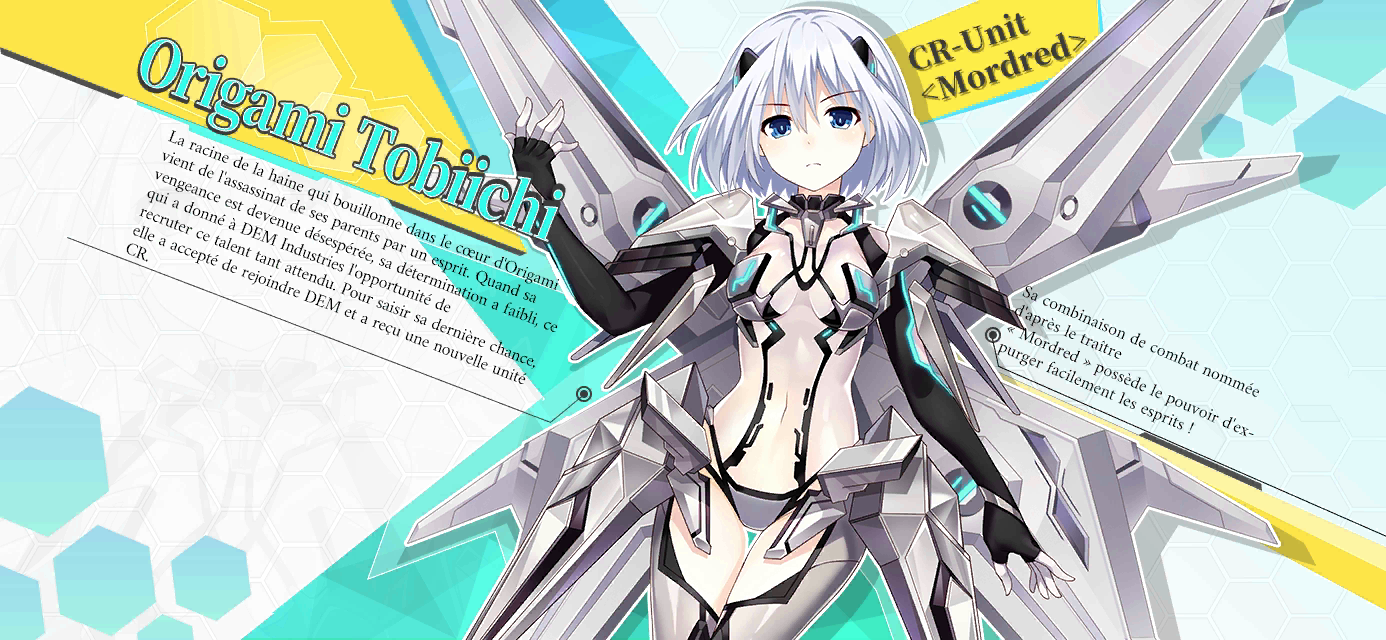 Origami Tobiichi
La racine de la haine qui bouillonne dans le cœur d'Origami
vient de l'assassinat de ses parents par un esprit. Quand sa
vengeance est devenue désespérée, sa détermination a faibli, ce
qui a donné à DEM Industries l'opportunité de
recruter ce talent tant attendu. Pour saisir sa dernière chance,
elle a accepté de rejoindre DEM et a reçu une nouvelle unité
CR.
CR-Unit
<Mordred>
Sa combinaison de combat nommée
d'après le traître
« Mordred » possède le pouvoir d'ex-
purger facilement les esprits !